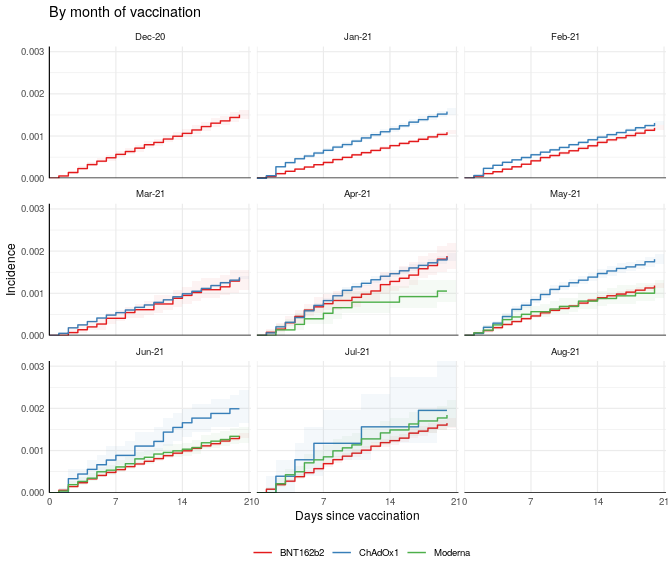 By month of vaccination
Dec-20 Jan-21 Feb-21
0.003
0.002
0.001
0.000
Mar-21 Apr-21 May-21
0.003
0.002
0.001
0.000
Incidence
Jun-21 Jul-21 Aug-21
0.003
0.002
0.001
0.000
0 7 14 21 0 7 14 21 0 7 14 21
Days since vaccination
BNT162b2 ChAdOx1 Moderna